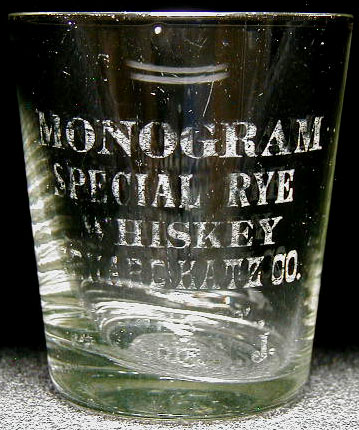 MONOGRAM
SPECIAL RYE
WHISKEY
KATZ CO.